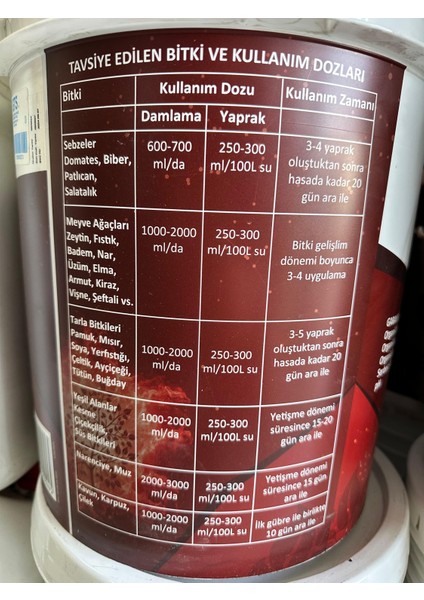 TAVSİYE EDİLEN BİTKİ VE KULLANIM DOZLARI
Bitki
Kullanım Dozu
Kullanım Zamanı
Damlama
Yaprak
Sebzeler
Domates, Biber,
Patlıcan,
Salatalık
600-700
ml/da
250-300
ml/100L su
3-4 yaprak
oluştuktan sonra
hasada kadar 20
gün ara ile
Meyve Ağaçları
Zeytin, Fıstık,
Badem, Nar,
Üzüm, Elma,
Armut, Kiraz,
Vişne, Şeftali vs.
1000-2000
ml/da
250-300
ml/100L su
Bitki gelişim
dönemi boyunca
3-4 uygulama
Tarla Bitkileri
Pamuk, Mısır,
Soya, Yerfıstığı,
Çeltik, Ayçiçeği,
Tütün, Buğday
1000-2000
ml/da
250-300
ml/100L su
3-5 yaprak
oluştuktan sonra
hasada kadar 20
gün ara ile
Yeşil Alanlar
Kesme
Çiçekçilik,
Süs Bitkileri
1000-2000
ml/da
250-300
ml/100L su
Yetişme dönemi
süresince 15-20
gün ara ile
Narenciye, Muz
2000-3000
ml/da
250-300
ml/100L su
Yetişme dönemi
süresince 15 gün
ara ile
Kavun, Karpuz,
Çilek
1000-2000
ml/da
250-300
ml/100L su
İlk gübre ile birlikte
10 gün ara ile